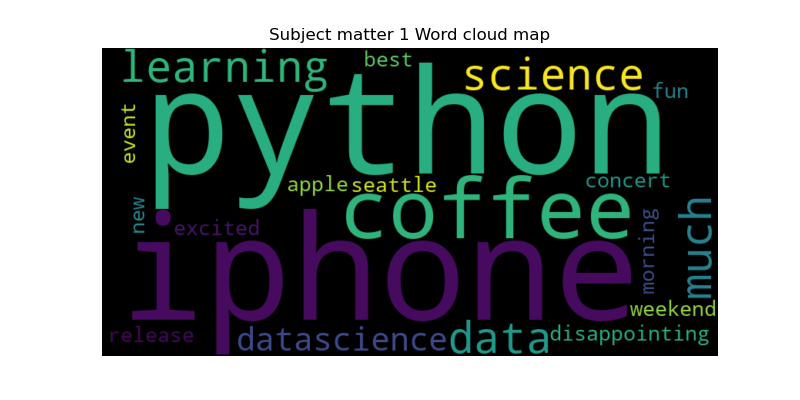 Subject matter 1 Word cloud map
learning
best
science
fun
python
event
apple
seattle
concert
coffee
new
excited
iphone
morning
much
weekend
release
datascience
data
disappointing